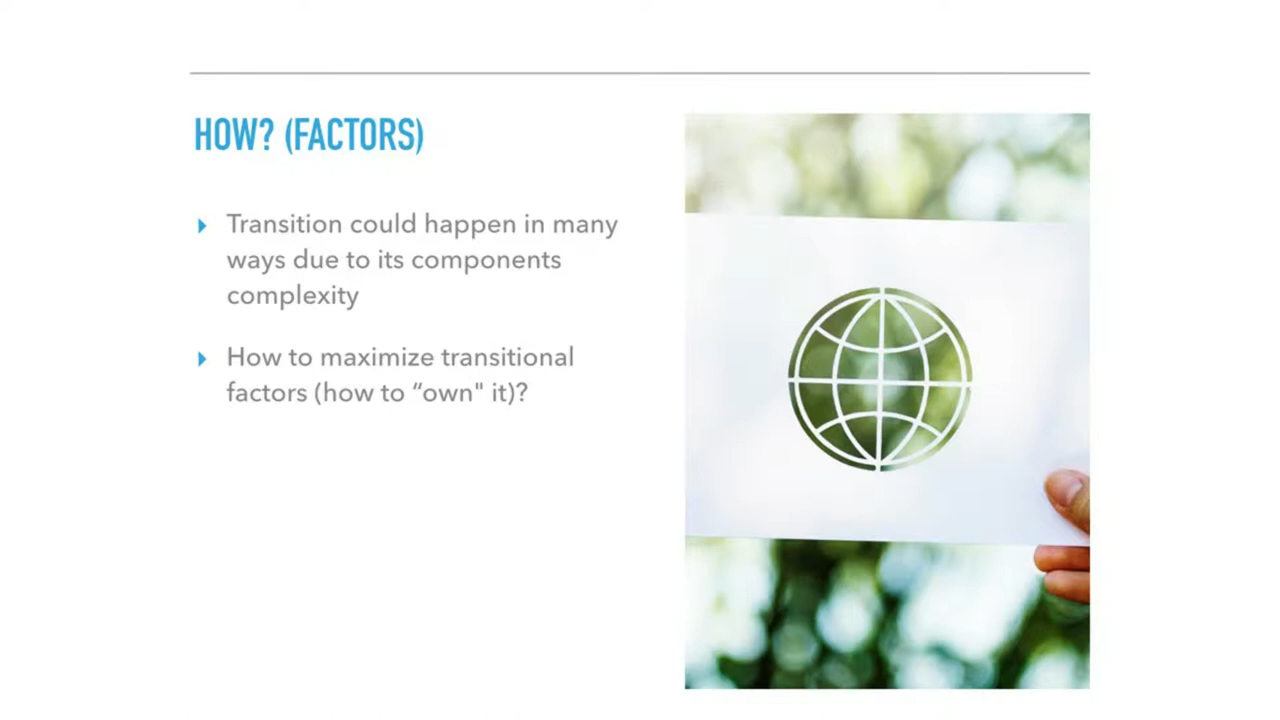 HOW? (FACTORS)
Transition could happen in many
ways due to its components
complexity
How to maximize transitional
factors (how to “own" it)?